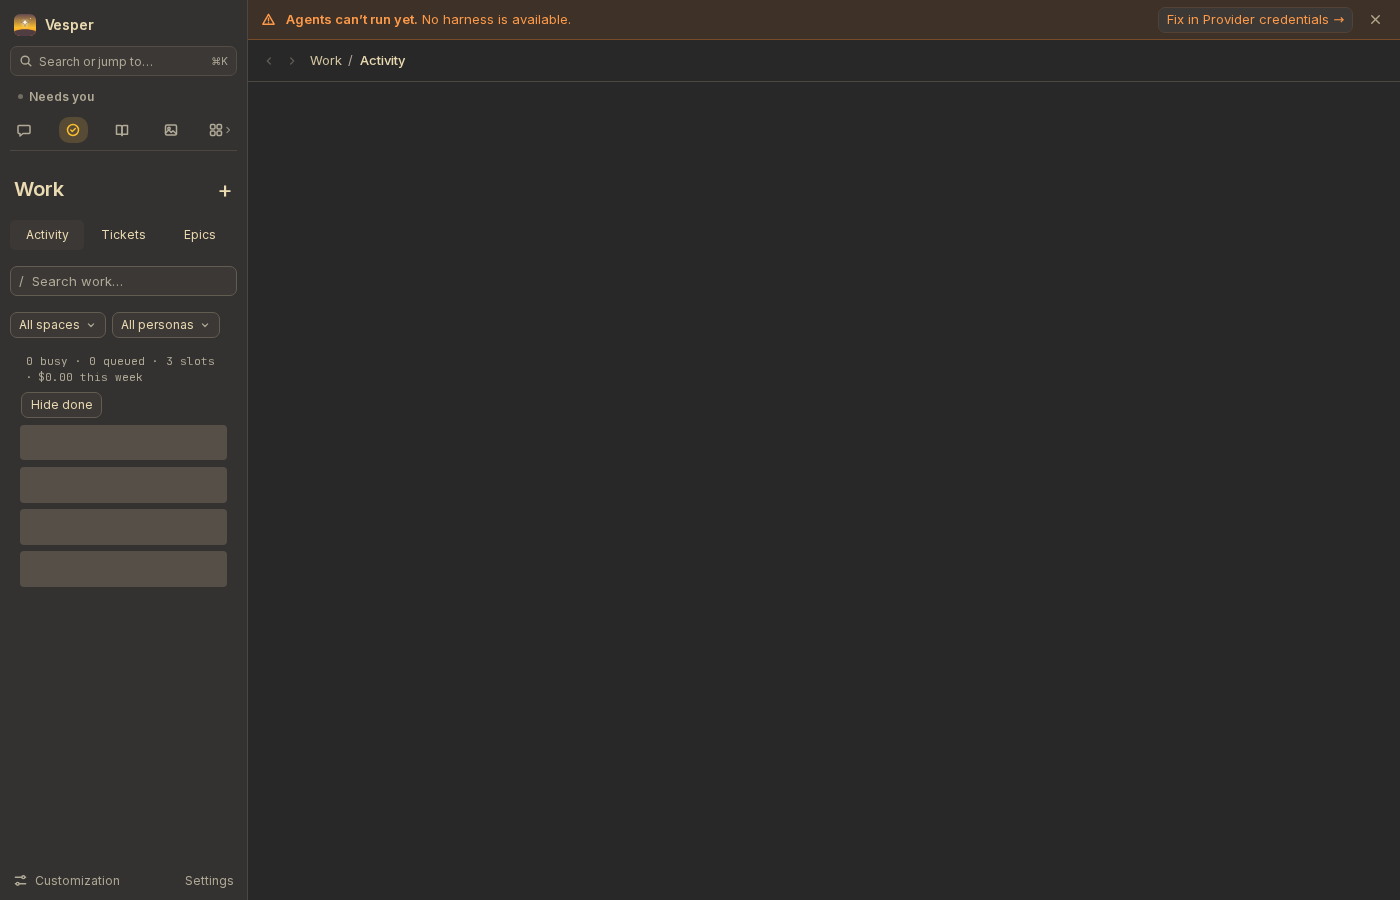 Vesper
Search or jump to… ⌘K
Needs you
Work
+
Activity Tickets Epics
/ Search work…
All spaces All personas
0 busy · 0 queued · 3 slots
· $0.00 this week
Hide done
Customization Settings
Agents can’t run yet. No harness is available. Fix in Provider credentials →
Work / Activity